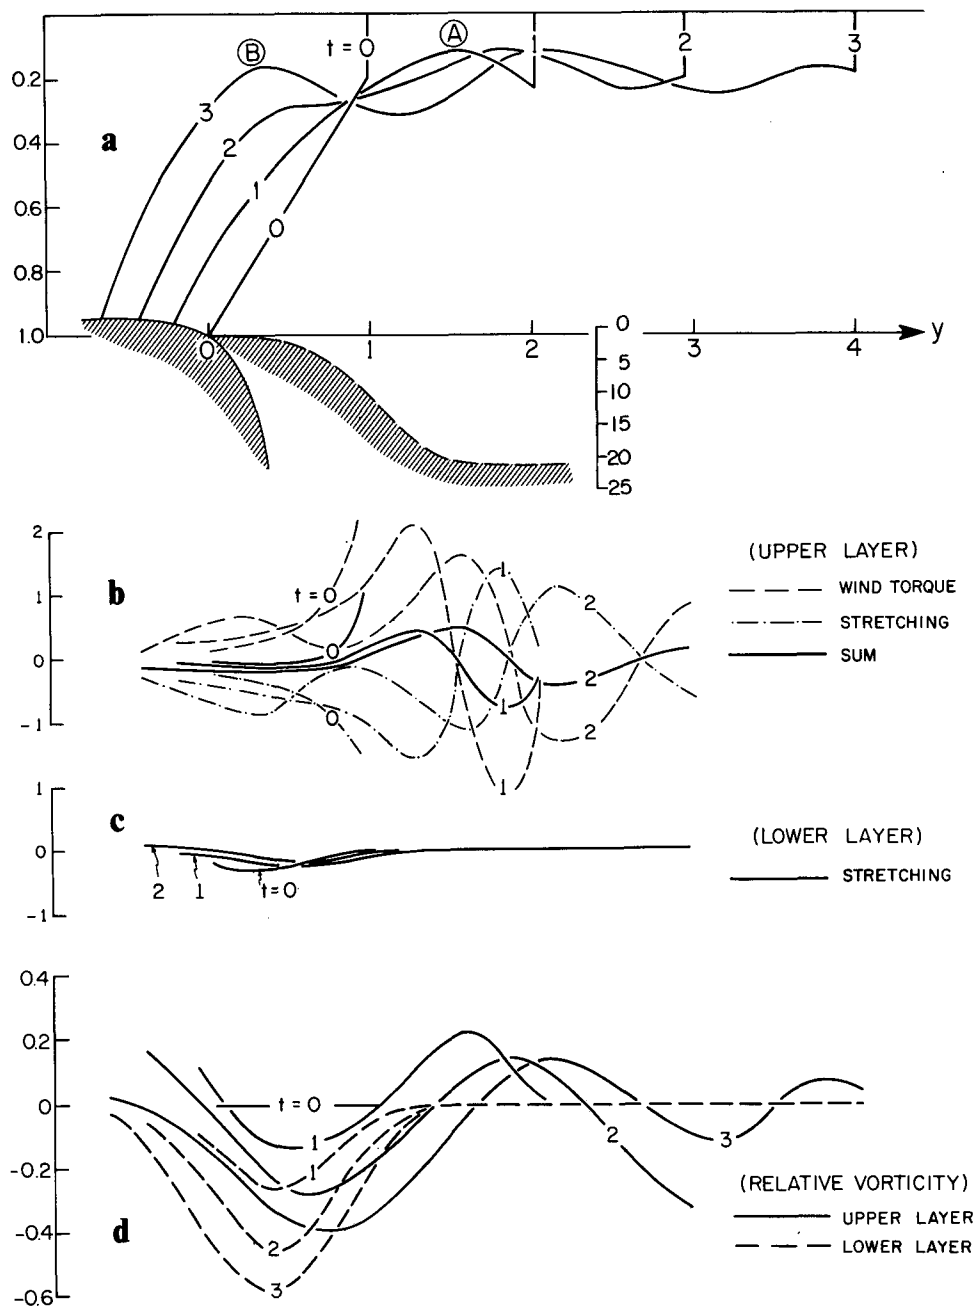 B
t = 0
A
1
2
3
0.2
a
3
0.4
2
1
0.6
0
0.8
1.0
0
1
2
3
4
y
0
5
10
15
20
25
2
(UPPER LAYER)
b
t = 0
1
2
WIND TORQUE
1
STRETCHING
0
0
SUM
2
1
0
2
-1
1
1
c
(LOWER LAYER)
0
STRETCHING
2
1
t = 0
-1
0.4
0.2
0
t = 0
1
2
3
1
-0.2
(RELATIVE VORTICITY)
d
UPPER LAYER
-0.4
2
LOWER LAYER
3
-0.6